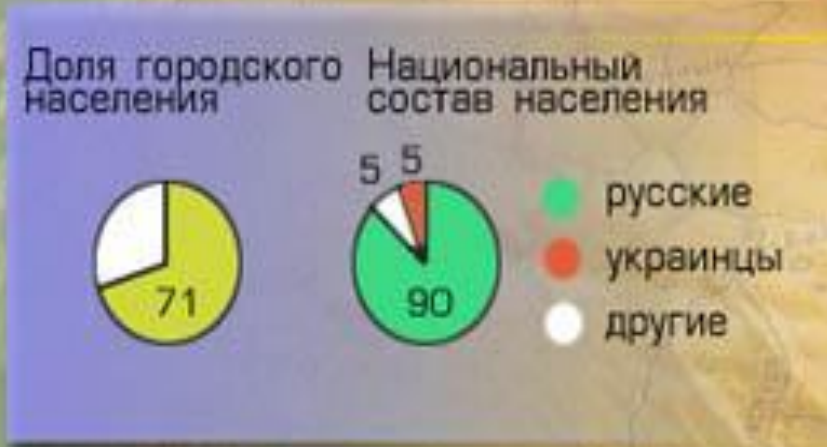 Доля городского
населения
Национальный
состав населения
71
5 5
90
русские
украинцы
другие